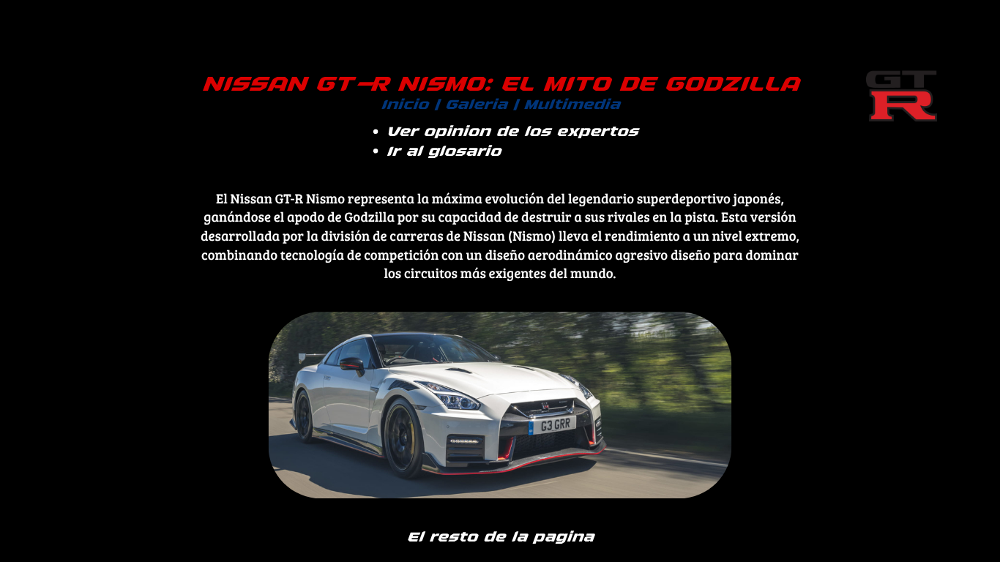 NISSAN GT-R NISMO: EL MITO DE GODZILLA
GT
R
Inicio | Galeria | Multimedia
• Ver opinion de los expertos
• Ir al glosario
El Nissan GT-R Nismo representa la máxima evolución del legendario superdeportivo japonés,
ganándose el apodo de Godzilla por su capacidad de destruir a sus rivales en la pista. Esta versión
desarrollada por la división de carreras de Nissan (Nismo) lleva el rendimiento a un nivel extremo,
combinando tecnología de competición con un diseño aerodinámico agresivo diseño para dominar
los circuitos más exigentes del mundo.
G3 GRR
El resto de la pagina